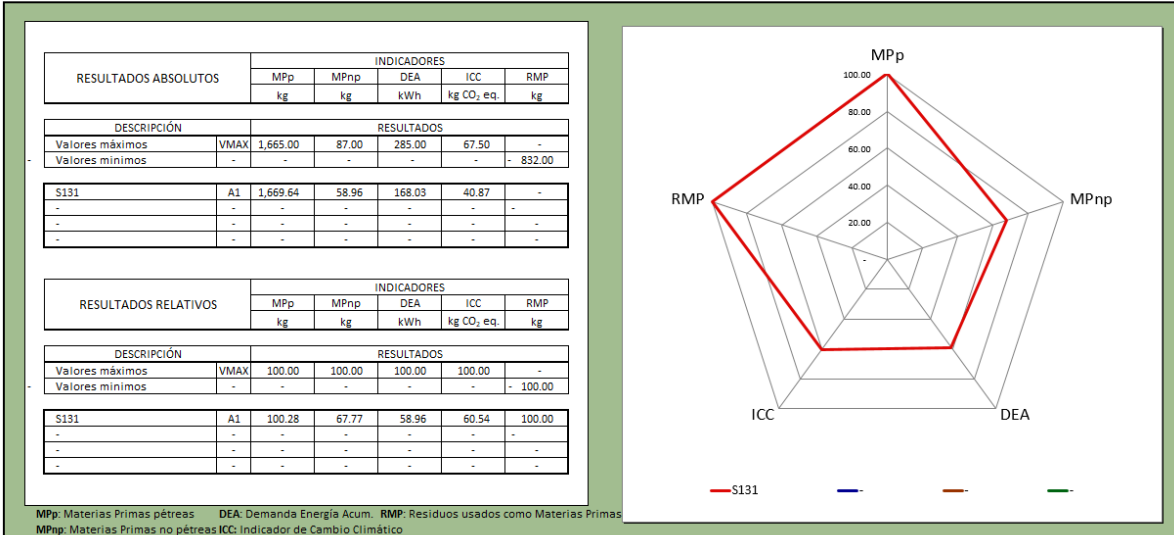 RESULTADOS ABSOLUTOS INDICADORES
MPp MPnp DEA ICC RMP
kg kg kWh kg CO₂ eq. kg
DESCRIPCIÓN RESULTADOS
Valores máximos VMAX 1,665.00 87.00 285.00 67.50 -
- Valores minimos - - - - - - 832.00
S131 A1 1,669.64 58.96 168.03 40.87 -
- - - - - - -
- - - - - - -
- - - - - - -
RESULTADOS RELATIVOS INDICADORES
MPp MPnp DEA ICC RMP
kg kg kWh kg CO₂ eq. kg
DESCRIPCIÓN RESULTADOS
Valores máximos VMAX 100.00 100.00 100.00 100.00 -
- Valores minimos - - - - - - 100.00
S131 A1 100.28 67.77 58.96 60.54 100.00
- - - - - - -
- - - - - - -
- - - - - - -
MPp: Materias Primas pétreas DEA: Demanda Energía Acum. RMP: Residuos usados como Materias Primas
MPnp: Materias Primas no pétreas ICC: Indicador de Cambio Climático
MPp
100.00
80.00
60.00
40.00
20.00
-
RMP
MPnp
ICC
DEA
S131 - - -